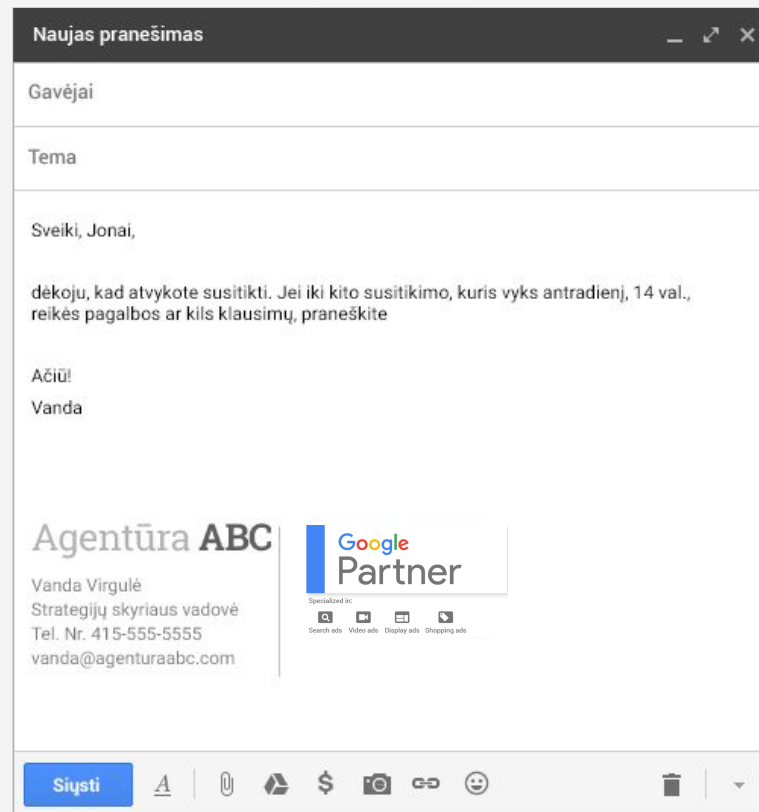 Naujas pranešimas
Gavėjai
Tema
Sveiki, Jonai,
dėkoju, kad atvykote susitikti. Jei iki kito susitikimo, kuris vyks antradienį, 14 val.,
reikės pagalbos ar kils klausimų, praneškite
Ačiū!
Vanda
Agentūra ABC
Vanda Virgulė
Strategijų skyriaus vadovė
Tel. Nr. 415-555-5555
vanda@agenturaabc.com
Google
Partner
Specialized in:
Search ads Video ads Display ads Shopping ads
Siųsti A $